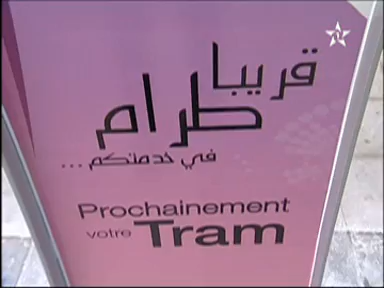 قريبا
طرام
في خدمتكم ...
Prochainement
votre Tram